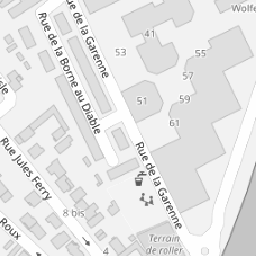 Rue de la Garenne
Rue de la Borne au Diable
Wolfe
41
53
55
57
59
51
61
Rue de la Garenne
Rue Jules Ferry
8 bis
Roux
4
Terrain
de roller